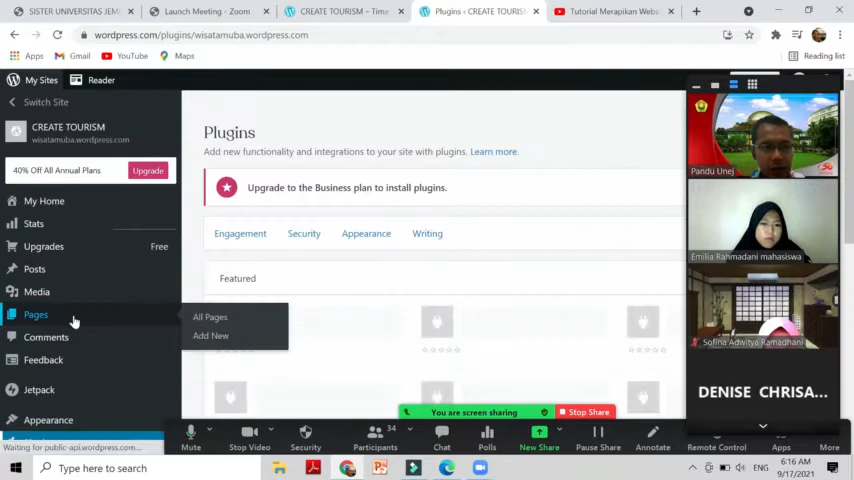 SISTER UNIVERSITAS JEM
Launch Meeting - Zoom
CREATE TOURISM – Time
Plugins ‹ CREATE TOURISM
Tutorial Merapikan Webs
wordpress.com/plugins/wisatamuba.wordpress.com
Apps
Gmail
YouTube
Maps
Reading list
My Sites
Reader
Switch Site
CREATE TOURISM
wisatamuba.wordpress.com
40% Off All Annual Plans
Upgrade
My Home
Stats
Upgrades
Free
Posts
Media
Pages
All Pages
Add New
Comments
Feedback
Jetpack
Appearance
Waiting for public-api.wordpress.com...
Plugins
Add new functionality and integrations to your site with plugins. Learn more.
Upgrade to the Business plan to install plugins.
Engagement
Security
Appearance
Writing
Featured
Pandu Unej
Emilia Rahmadani mahasiswa
Sofina Adwitya Ramadhani
DENISE CHRISA...
You are screen sharing
Stop Share
Mute
Stop Video
Security
Participants
34
Chat
Polls
New Share
Pause Share
Annotate
Remote Control
Apps
More
Type here to search
ENG
6:16 AM
9/17/2021